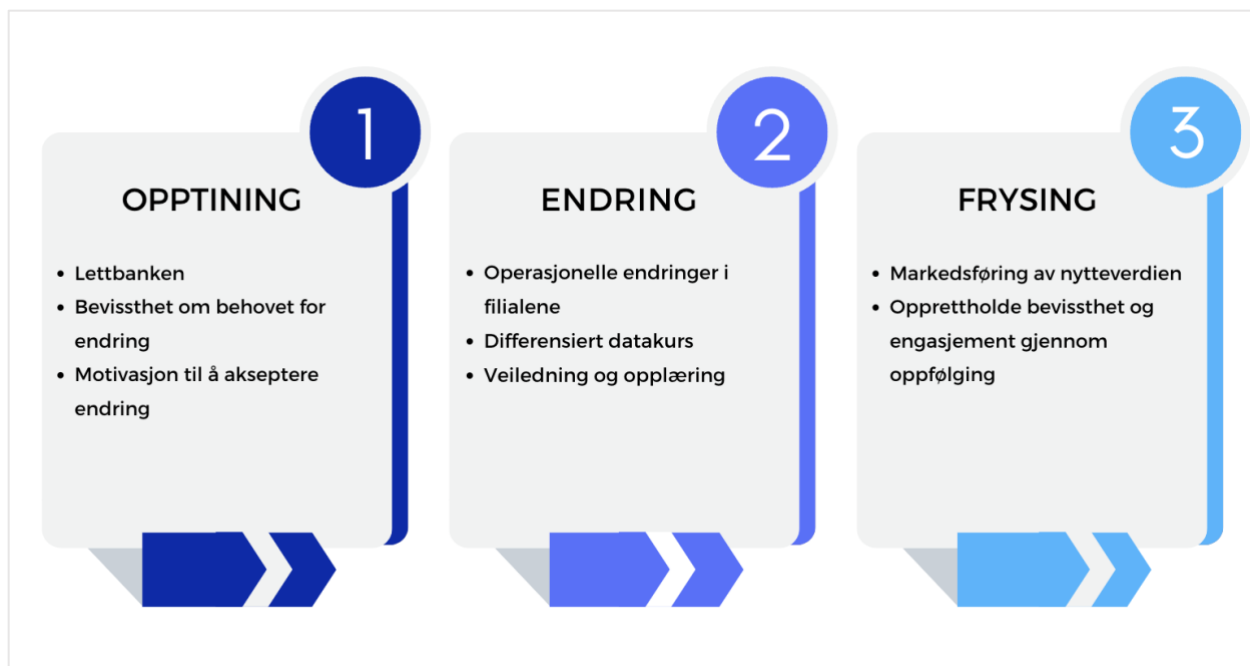 1
OPPTINING
• Lettbanken
• Bevissthet om behovet for
endring
• Motivasjon til å akseptere
endring
2
ENDRING
• Operasjonelle endringer i
filialene
• Differensiert datakurs
• Veiledning og opplæring
3
FRYSING
• Markedsføring av nytteverdien
• Opprettholde bevissthet og
engasjement gjennom
oppfølging